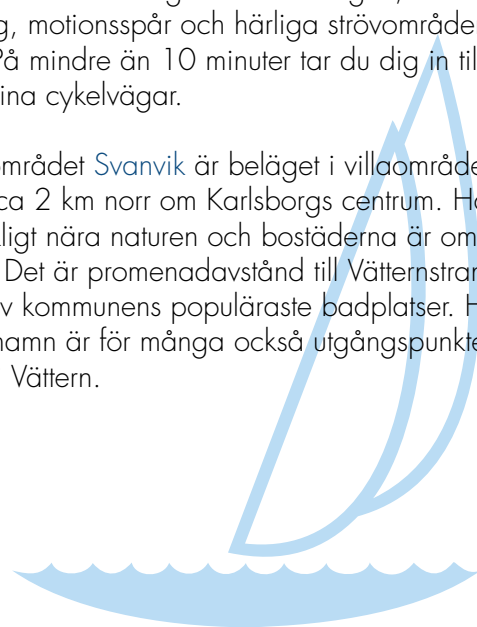 g, motionsspår och härliga strövområde
På mindre än 10 minuter tar du dig in til
ina cykelvägar.
området Svanvik är beläget i villaområde
ca 2 km norr om Karlsborgs centrum. H
ligt nära naturen och bostäderna är om
Det är promenadavstånd till Vätternstran
v kommunens populäraste badplatser. H
hamn är för många också utgångspunkte
Vättern.